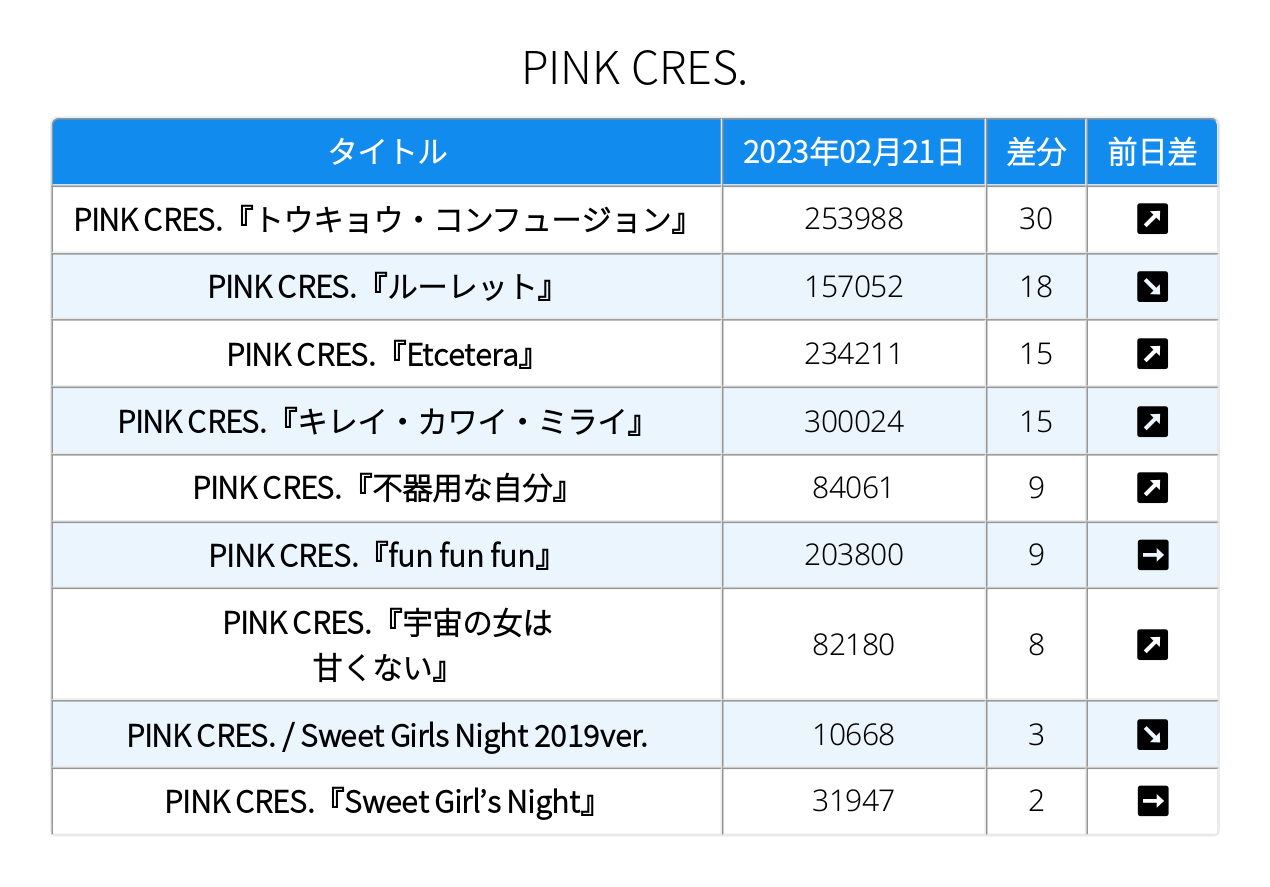 PINK CRES.
タイトル 2023年02月21日 差分 前日差
PINK CRES.『トウキョウ・コンフュージョン』 253988 30 ↗
PINK CRES.『ルーレット』 157052 18 ↘
PINK CRES.『Etcetera』 234211 15 ↗
PINK CRES.『キレイ・カワイ・ミライ』 300024 15 ↗
PINK CRES.『不器用な自分』 84061 9 ↗
PINK CRES.『fun fun fun』 203800 9 →
PINK CRES.『宇宙の女は
甘くない』 82180 8 ↗
PINK CRES. / Sweet Girls Night 2019ver. 10668 3 ↘
PINK CRES.『Sweet Girl’s Night』 31947 2 →